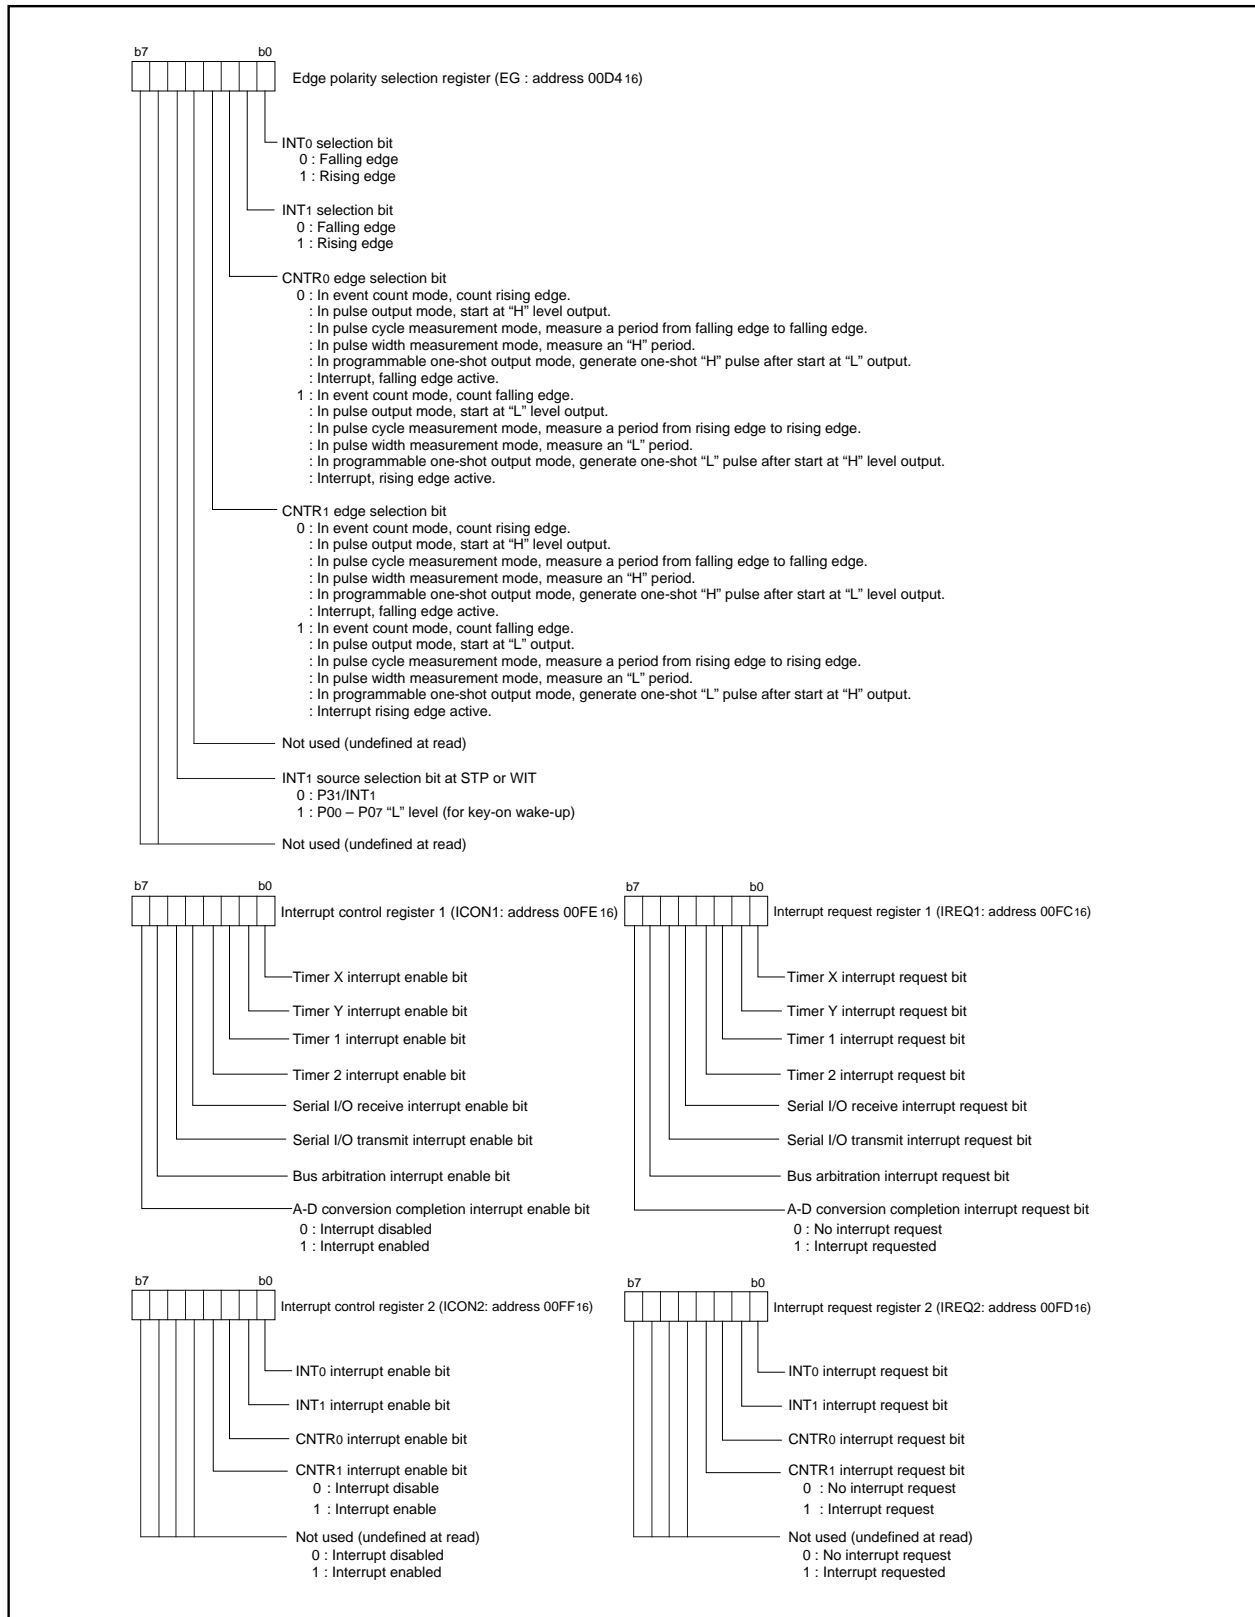 b7 b0
Edge polarity selection register (EG : address 00D4 16)
INT0 selection bit
0 : Falling edge
1 : Rising edge
INT1 selection bit
0 : Falling edge
1 : Rising edge
CNTR0 edge selection bit
0 : In event count mode, count rising edge.
: In pulse output mode, start at “H” level output.
: In pulse cycle measurement mode, measure a period from falling edge to falling edge.
: In pulse width measurement mode, measure an “H” period.
: In programmable one-shot output mode, generate one-shot “H” pulse after start at “L” output.
: Interrupt, falling edge active.
1 : In event count mode, count falling edge.
: In pulse output mode, start at “L” level output.
: In pulse cycle measurement mode, measure a period from rising edge to rising edge.
: In pulse width measurement mode, measure an “L” period.
: In programmable one-shot output mode, generate one-shot “L” pulse after start at “H” level output.
: Interrupt, rising edge active.
CNTR1 edge selection bit
0 : In event count mode, count rising edge.
: In pulse output mode, start at “H” level output.
: In pulse cycle measurement mode, measure a period from falling edge to falling edge.
: In pulse width measurement mode, measure an “H” period.
: In programmable one-shot output mode, generate one-shot “H” pulse after start at “L” level output.
: Interrupt, falling edge active.
1 : In event count mode, count falling edge.
: In pulse output mode, start at “L” output.
: In pulse cycle measurement mode, measure a period from rising edge to rising edge.
: In pulse width measurement mode, measure an “L” period.
: In programmable one-shot output mode, generate one-shot “L” pulse after start at “H” output.
: Interrupt rising edge active.
Not used (undefined at read)
INT1 source selection bit at STP or WIT
0 : P31/INT1
1 : P00 – P07 “L” level (for key-on wake-up)
Not used (undefined at read)
b7 b0
Interrupt control register 1 (ICON1: address 00FE 16)
Timer X interrupt enable bit
Timer Y interrupt enable bit
Timer 1 interrupt enable bit
Timer 2 interrupt enable bit
Serial I/O receive interrupt enable bit
Serial I/O transmit interrupt enable bit
Bus arbitration interrupt enable bit
A-D conversion completion interrupt enable bit
0 : Interrupt disabled
1 : Interrupt enabled
b7 b0
Interrupt request register 1 (IREQ1: address 00FC16)
Timer X interrupt request bit
Timer Y interrupt request bit
Timer 1 interrupt request bit
Timer 2 interrupt request bit
Serial I/O receive interrupt request bit
Serial I/O transmit interrupt request bit
Bus arbitration interrupt request bit
A-D conversion completion interrupt request bit
0 : No interrupt request
1 : Interrupt requested
b7 b0
Interrupt control register 2 (ICON2: address 00FF16)
INT0 interrupt enable bit
INT1 interrupt enable bit
CNTR0 interrupt enable bit
CNTR1 interrupt enable bit
0 : Interrupt disable
1 : Interrupt enable
Not used (undefined at read)
0 : Interrupt disabled
1 : Interrupt enabled
b7 b0
Interrupt request register 2 (IREQ2: address 00FD16)
INT0 interrupt request bit
INT1 interrupt request bit
CNTR0 interrupt request bit
CNTR1 interrupt request bit
0 : No interrupt request
1 : Interrupt request
Not used (undefined at read)
0 : No interrupt request
1 : Interrupt requested